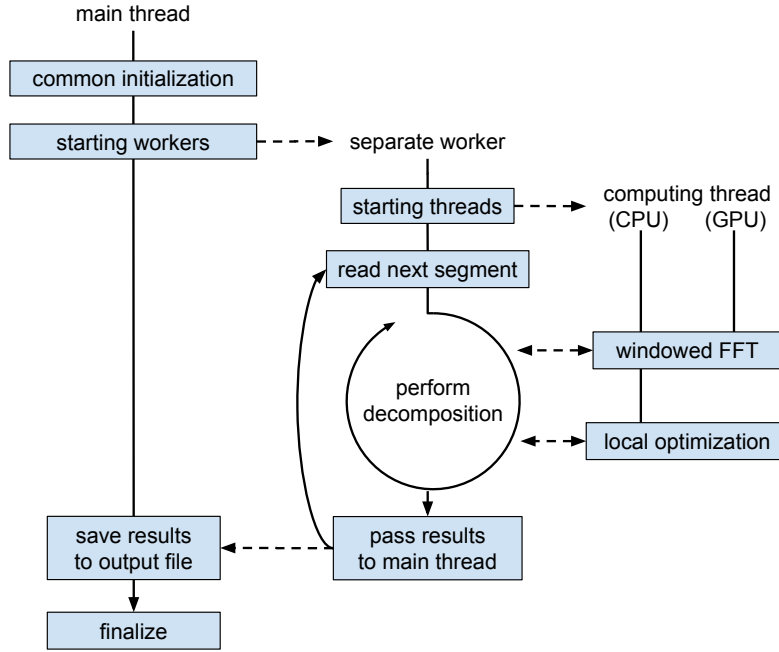 main thread
common initialization
starting workers
separate worker
starting threads
computing thread
(CPU) (GPU)
read next segment
windowed FFT
perform
decomposition
local optimization
save results
to output file
pass results
to main thread
finalize